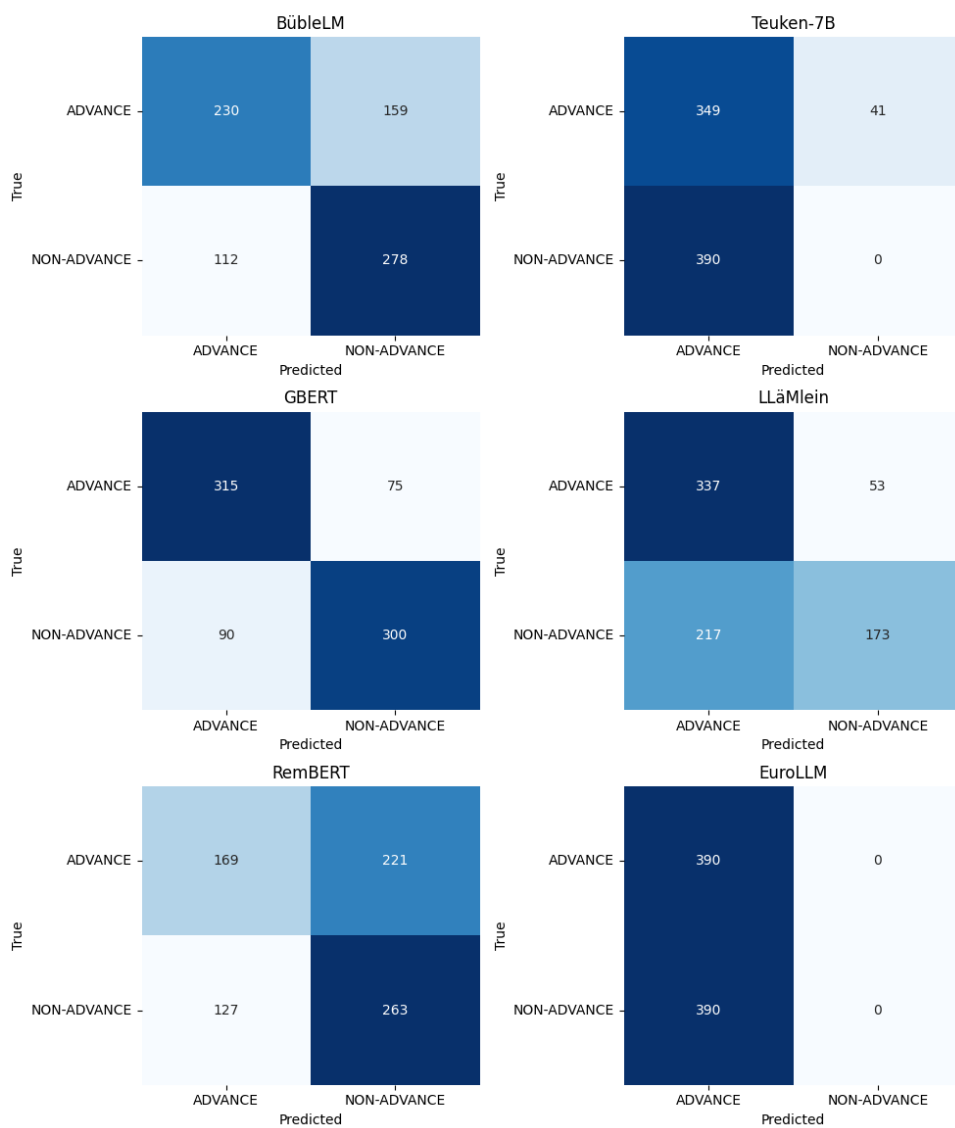 BübleLM
ADVANCE
230
159
True
NON-ADVANCE
112
278
ADVANCE
NON-ADVANCE
Predicted
Teuken-7B
ADVANCE
349
41
True
NON-ADVANCE
390
0
ADVANCE
NON-ADVANCE
Predicted
GBERT
ADVANCE
315
75
True
NON-ADVANCE
90
300
ADVANCE
NON-ADVANCE
Predicted
LLäMlein
ADVANCE
337
53
True
NON-ADVANCE
217
173
ADVANCE
NON-ADVANCE
Predicted
RemBERT
ADVANCE
169
221
True
NON-ADVANCE
127
263
ADVANCE
NON-ADVANCE
Predicted
EuroLLM
ADVANCE
390
0
True
NON-ADVANCE
390
0
ADVANCE
NON-ADVANCE
Predicted